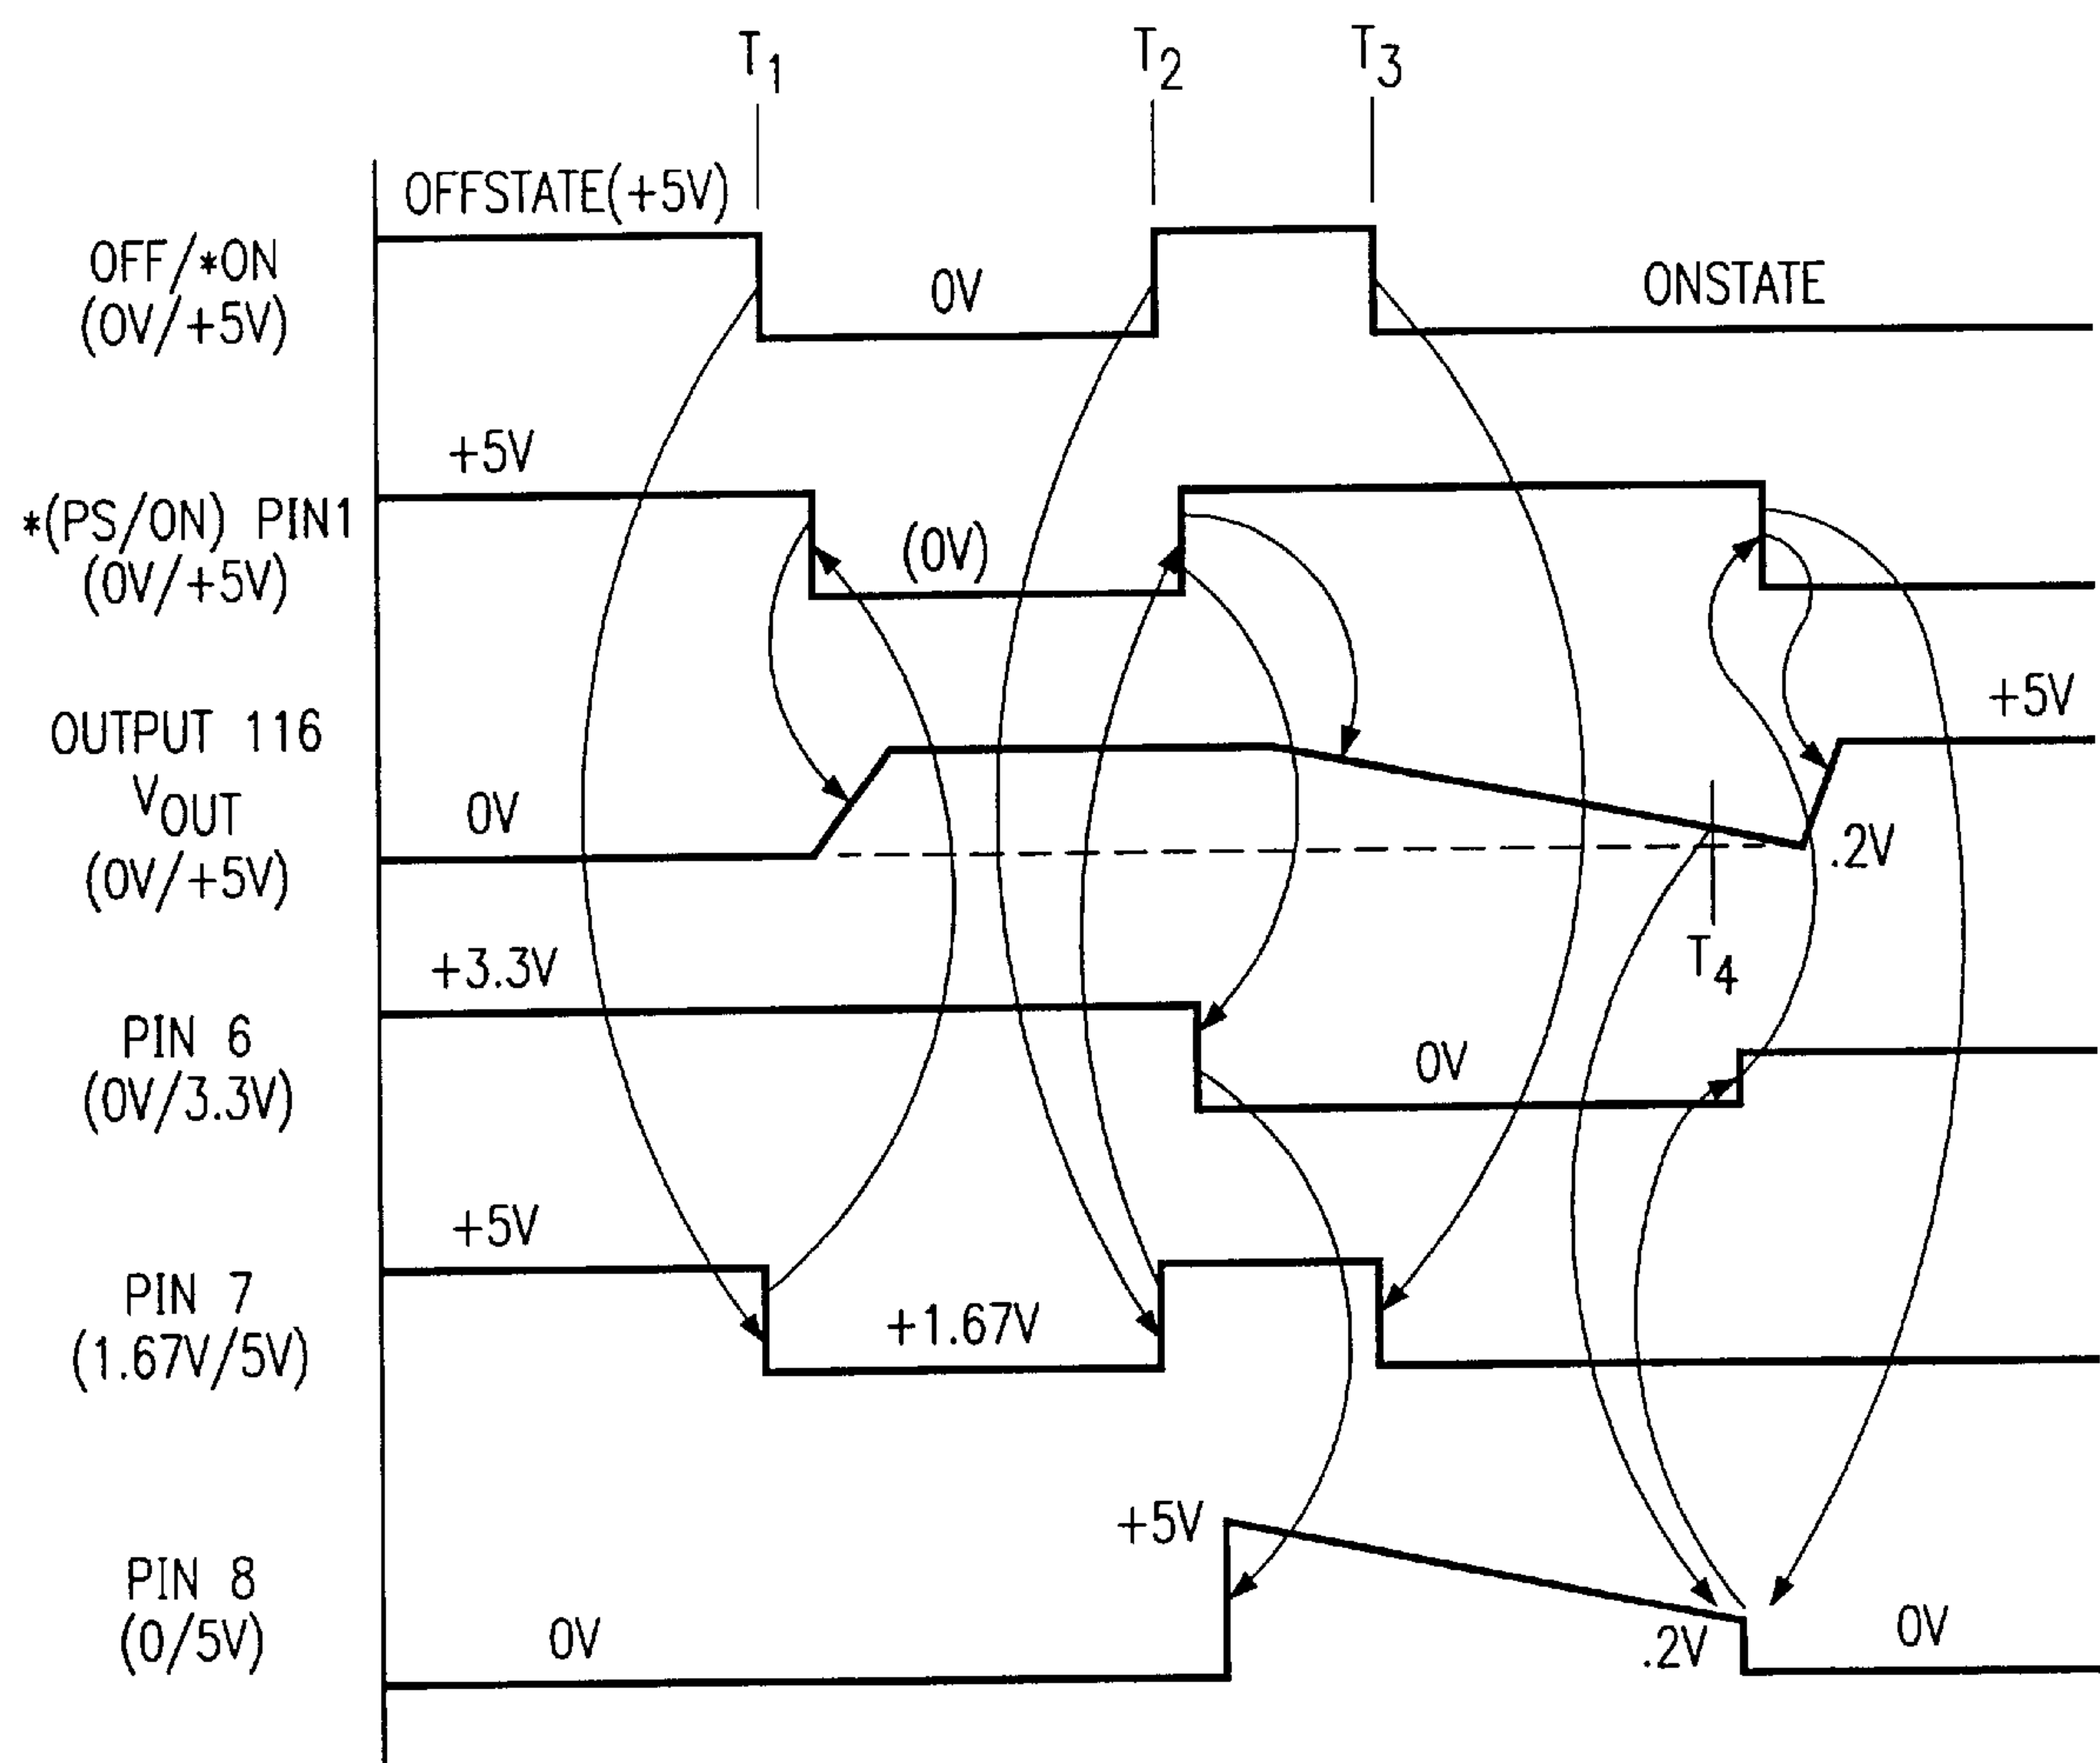 T1
T2
T3
OFFSTATE(+5V)
OFF/*ON
(0V/+5V)
0V
ONSTATE
+5V
*(PS/ON) PIN1
(0V/+5V)
(0V)
OUTPUT 116
VOUT
(0V/+5V)
0V
+5V
.2V
T4
+3.3V
PIN 6
(0V/3.3V)
0V
+5V
PIN 7
(1.67V/5V)
+1.67V
+5V
PIN 8
(0/5V)
0V
.2V
0V